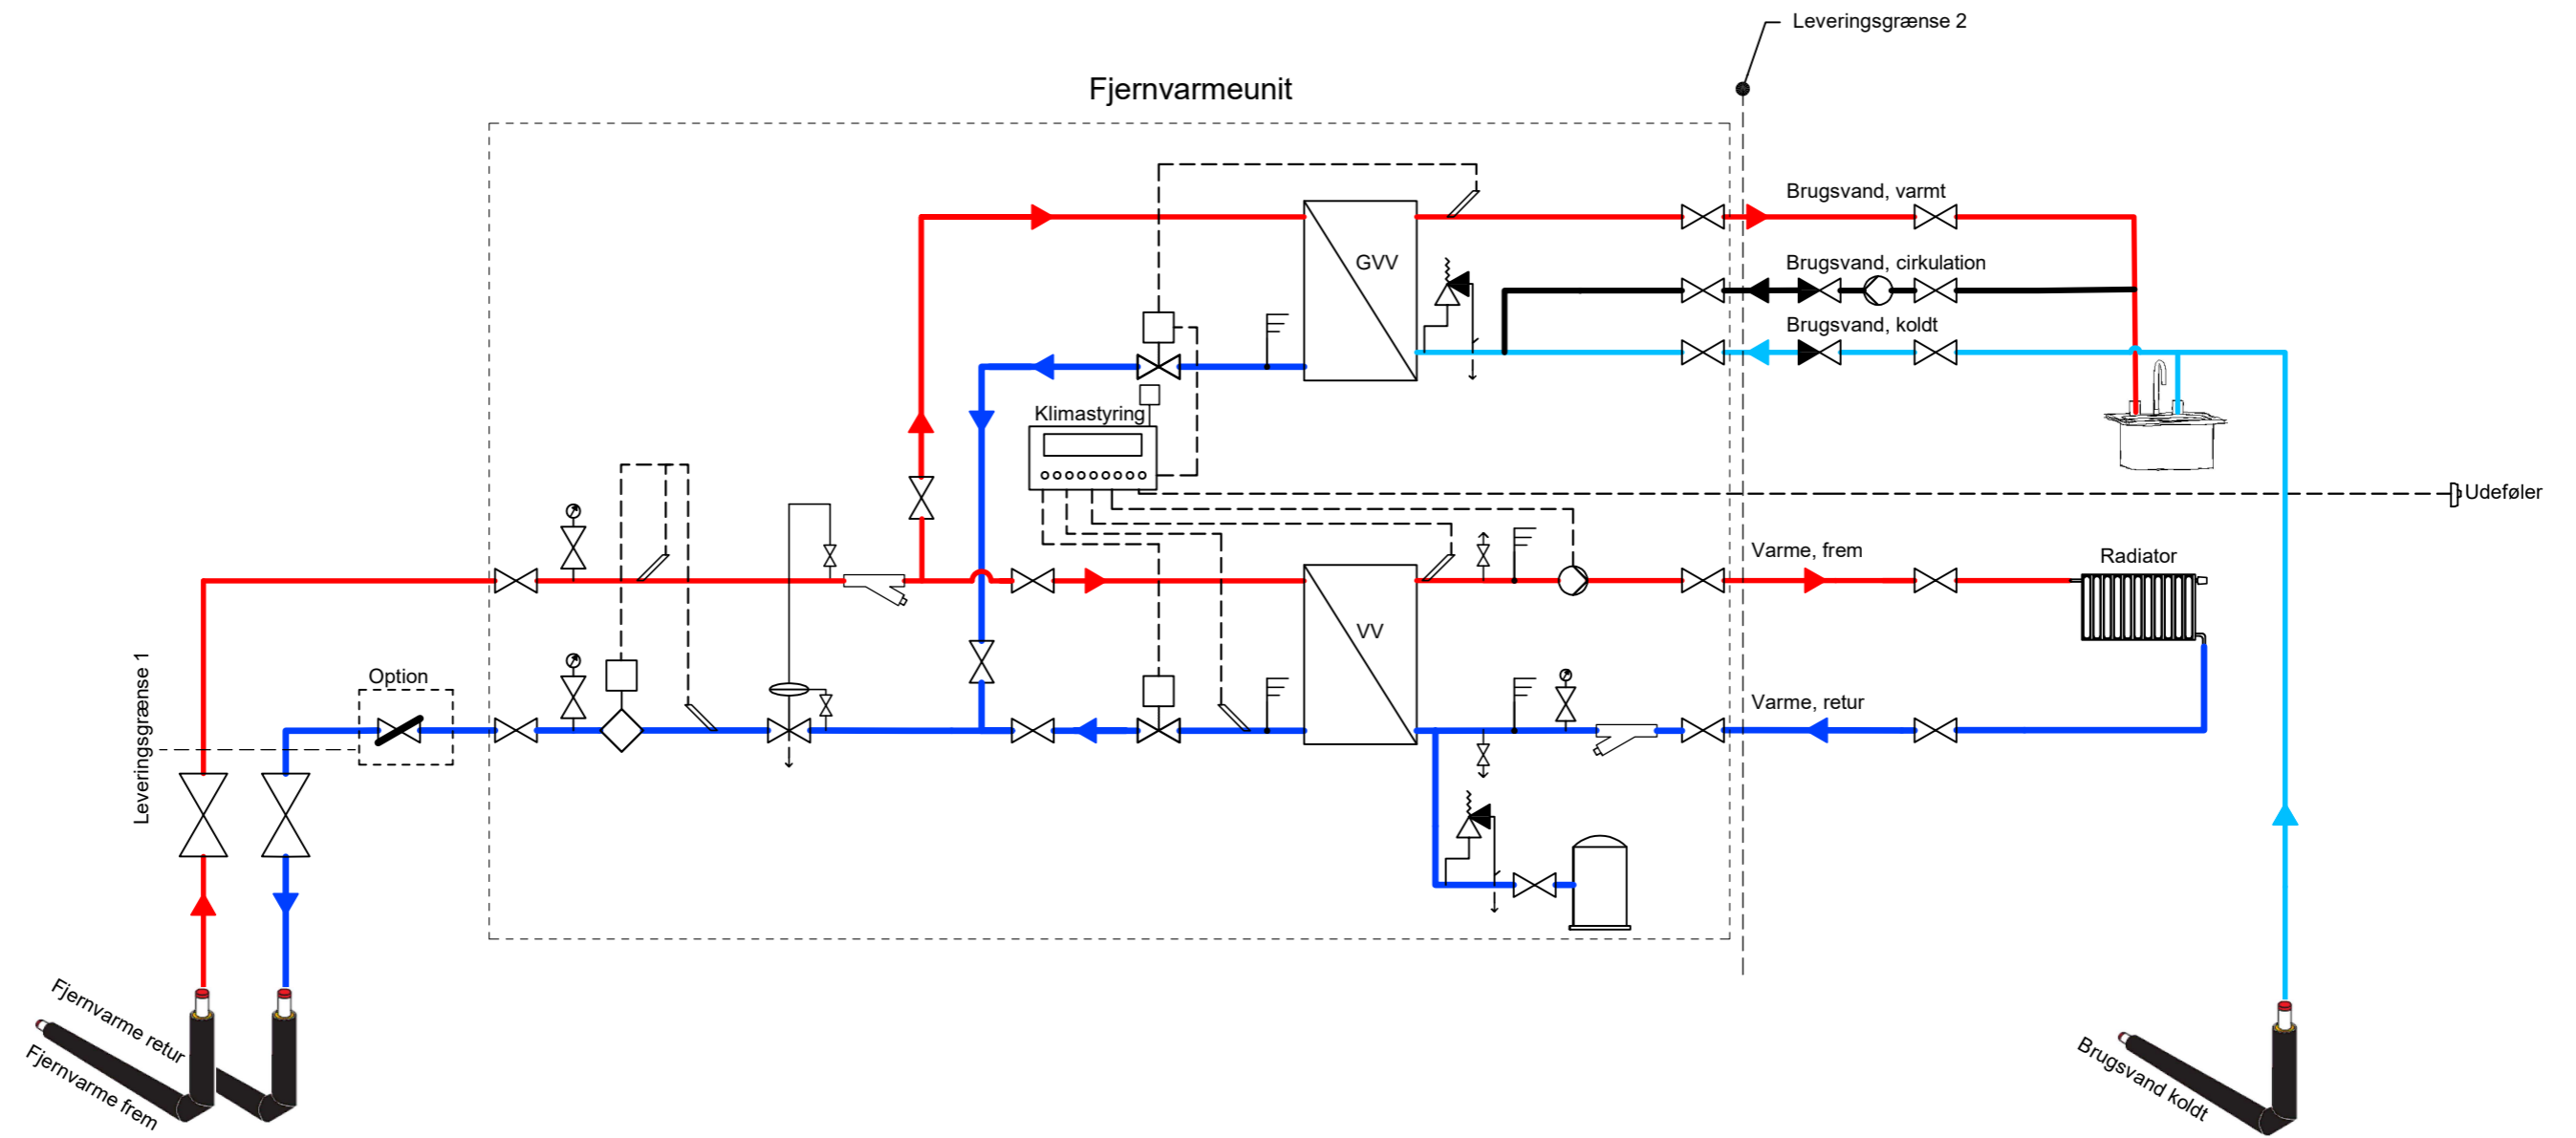 Leveringsgrænse 2
Fjernvarmeunit
Brugsvand, varmt
GVV
Brugsvand, cirkulation
Brugsvand, koldt
Klimastyring
Udeføler
Varme, frem
Radiator
VV
Leveringsgrænse 1
Option
Varme, retur
Fjernvarme retur
Fjernvarme frem
Brugsvand koldt